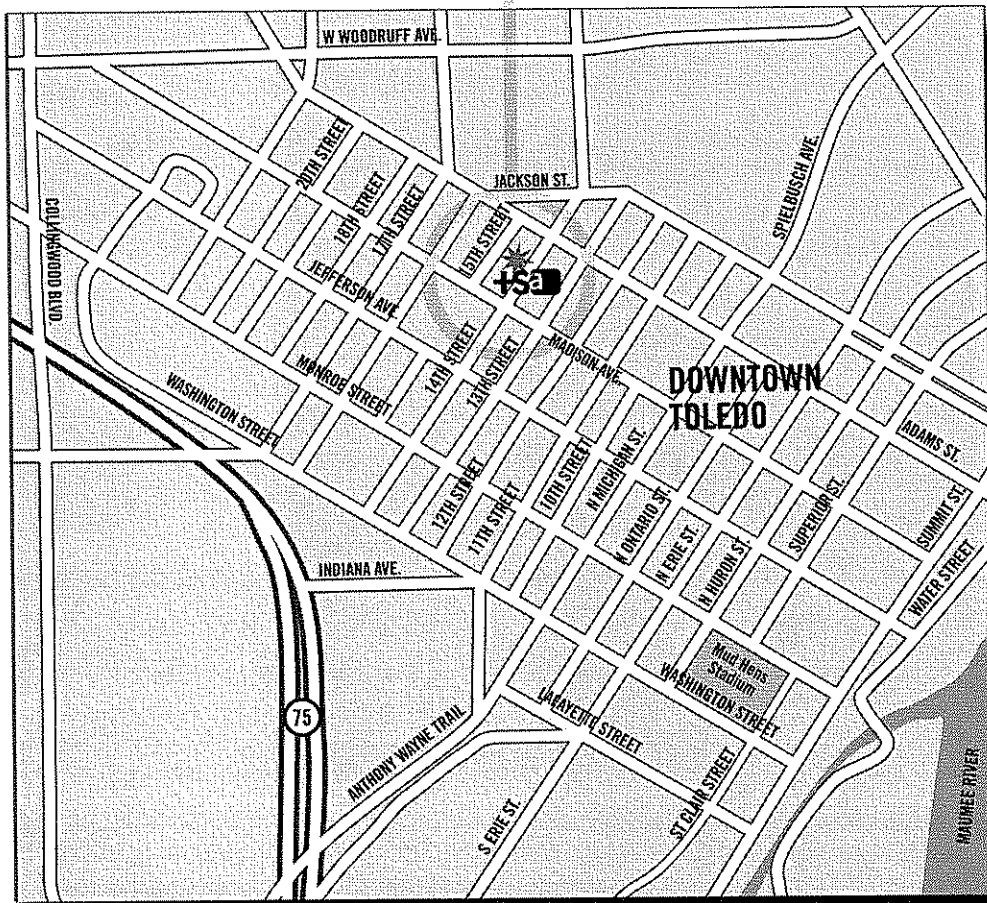 W WOODRUFF AVE.
20TH STREET
18TH STREET
17TH STREET
JACKSON ST.
SPHELBUSCH AVE.
COLLINGWOOD BLVD
15TH STREET
JEFFERSON AVE.
tSa
14TH STREET
13TH STREET
MADISON AVE.
DOWNTOWN
TOLEDO
MONROE STREET
WASHINGTON STREET
ADAMS ST.
12TH STREET
11TH STREET
10TH STREET
N MICHIGRN ST.
N ONTARIO ST.
N ERIE ST.
N HURON ST.
SUPERIOR ST.
SUMMIT ST.
WATER STREET
INDIANA AVE.
Mud Hens
Stadium
WASHINGTON STREET
LAFAYETTE STREET
75
ANTHONY WAYNE TRAIL
S ERIE ST.
ST CLAIR STREET
MAUMEE RIVER